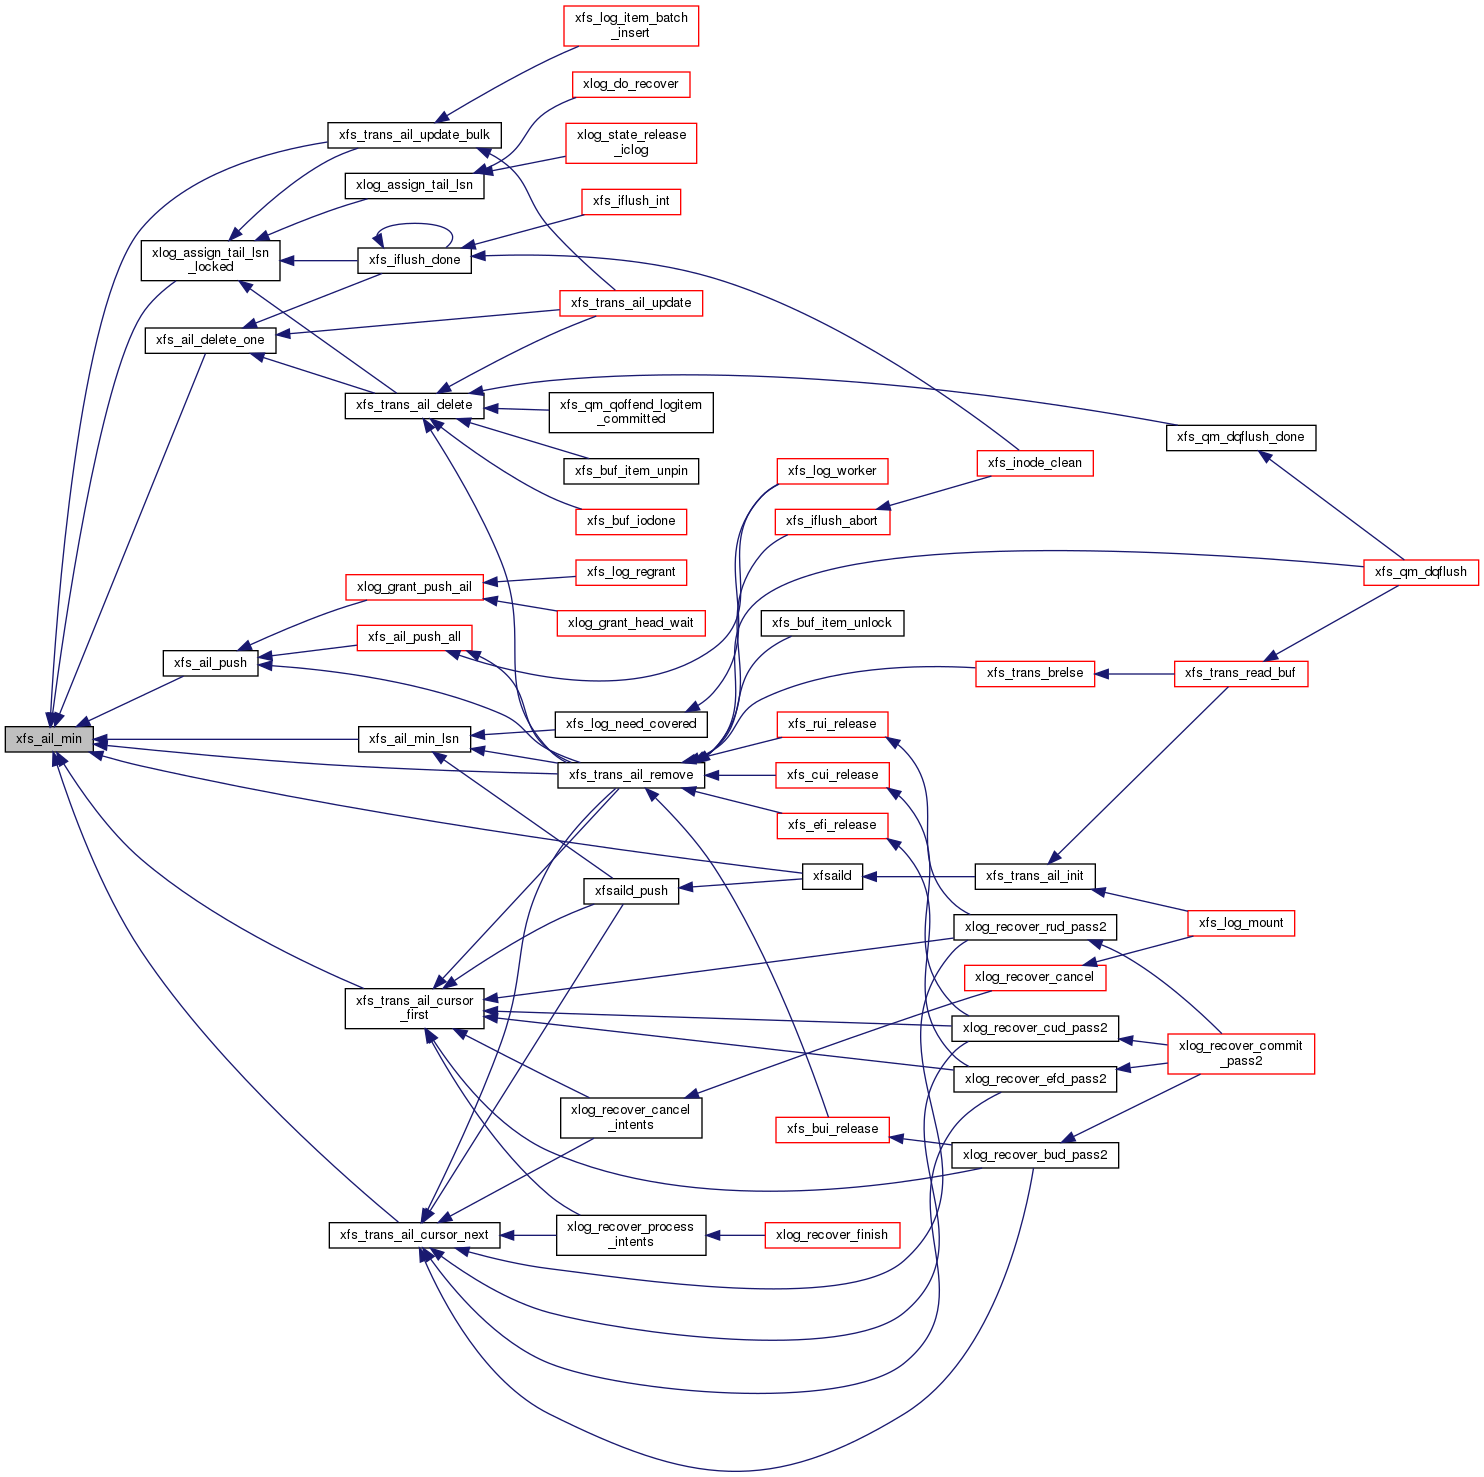 xfs_log_item_batch
_insert
xlog_do_recover
xfs_trans_ail_update_bulk
xlog_state_release
_iclog
xlog_assign_tail_lsn
xfs_iflush_int
xlog_assign_tail_lsn
_locked
xfs_iflush_done
xfs_trans_ail_update
xfs_ail_delete_one
xfs_trans_ail_delete
xfs_qm_qoffend_logitem
_committed
xfs_qm_dqflush_done
xfs_buf_item_unpin
xfs_log_worker
xfs_inode_clean
xfs_buf_iodone
xfs_iflush_abort
xfs_log_regrant
xfs_qm_dqflush
xlog_grant_push_ail
xlog_grant_head_wait
xfs_buf_item_unlock
xfs_ail_push_all
xfs_ail_push
xfs_trans_brelse
xfs_trans_read_buf
xfs_log_need_covered
xfs_rui_release
xfs_ail_min
xfs_ail_min_lsn
xfs_trans_ail_remove
xfs_cui_release
xfs_efi_release
xfsaild
xfs_trans_ail_init
xfsaild_push
xlog_recover_rud_pass2
xfs_log_mount
xlog_recover_cancel
xfs_trans_ail_cursor
_first
xlog_recover_cud_pass2
xlog_recover_commit
_pass2
xlog_recover_efd_pass2
xlog_recover_cancel
_intents
xfs_bui_release
xlog_recover_bud_pass2
xfs_trans_ail_cursor_next
xlog_recover_process
_intents
xlog_recover_finish